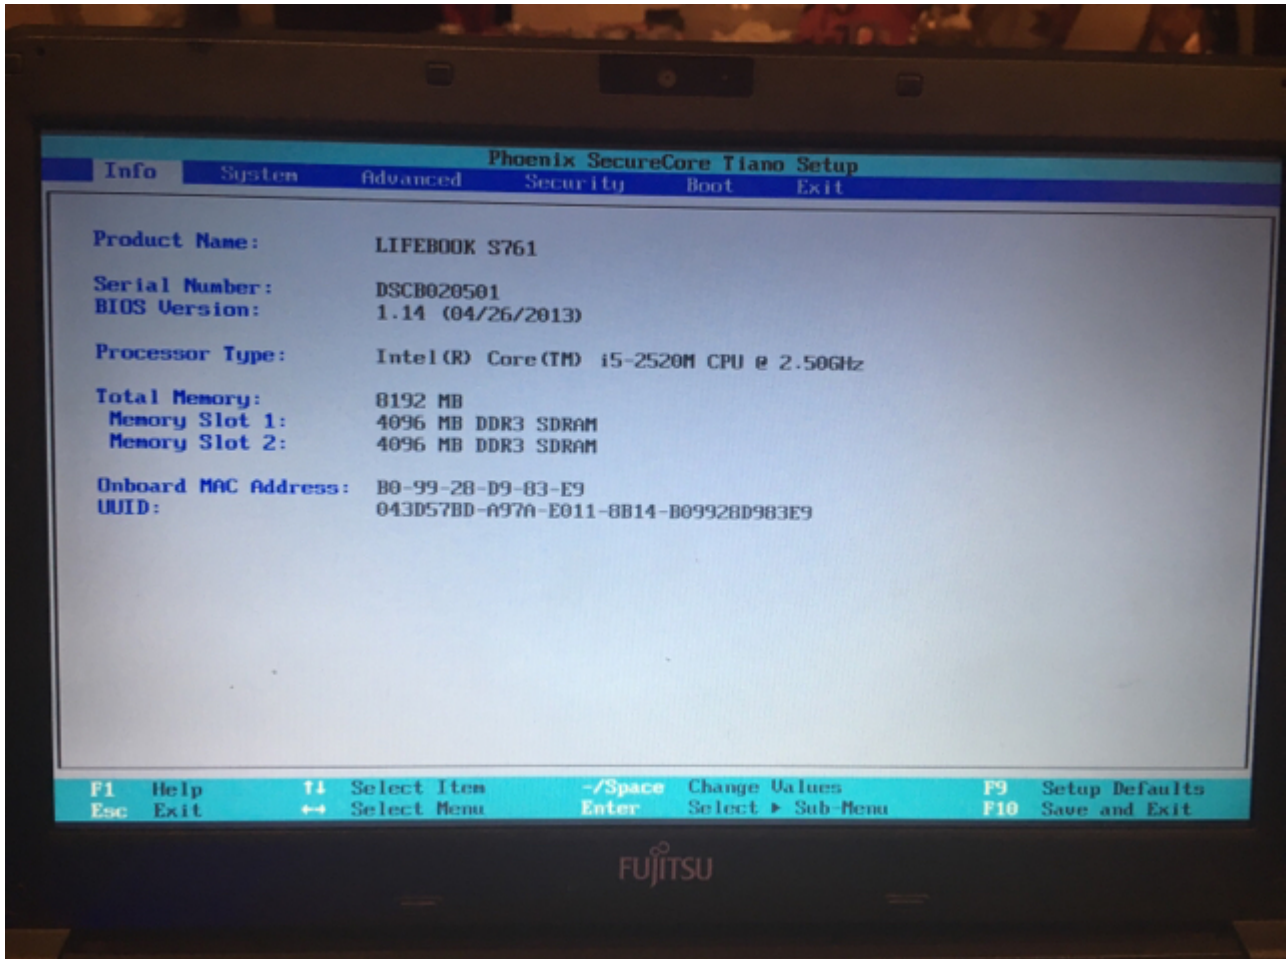 Phoenix SecureCore Tiano Setup
Info System Advanced Security Boot Exit
Product Name: LIFEBOOK S761
Serial Number: DSCB020501
BIOS Version: 1.14 (04/26/2013)
Processor Type: Intel(R) Core(TM) i5-2520M CPU @ 2.50GHz
Total Memory: 8192 MB
Memory Slot 1: 4096 MB DDR3 SDRAM
Memory Slot 2: 4096 MB DDR3 SDRAM
Onboard MAC Address: B0-99-28-D9-83-E9
UUID: 043D57BD-A97A-E011-8B14-B09928D983E9
F1 Help ↑↓ Select Item -/Space Change Values F9 Setup Defaults
Esc Exit ←→ Select Menu Enter Select ▶ Sub-Menu F10 Save and Exit
FUJITSU